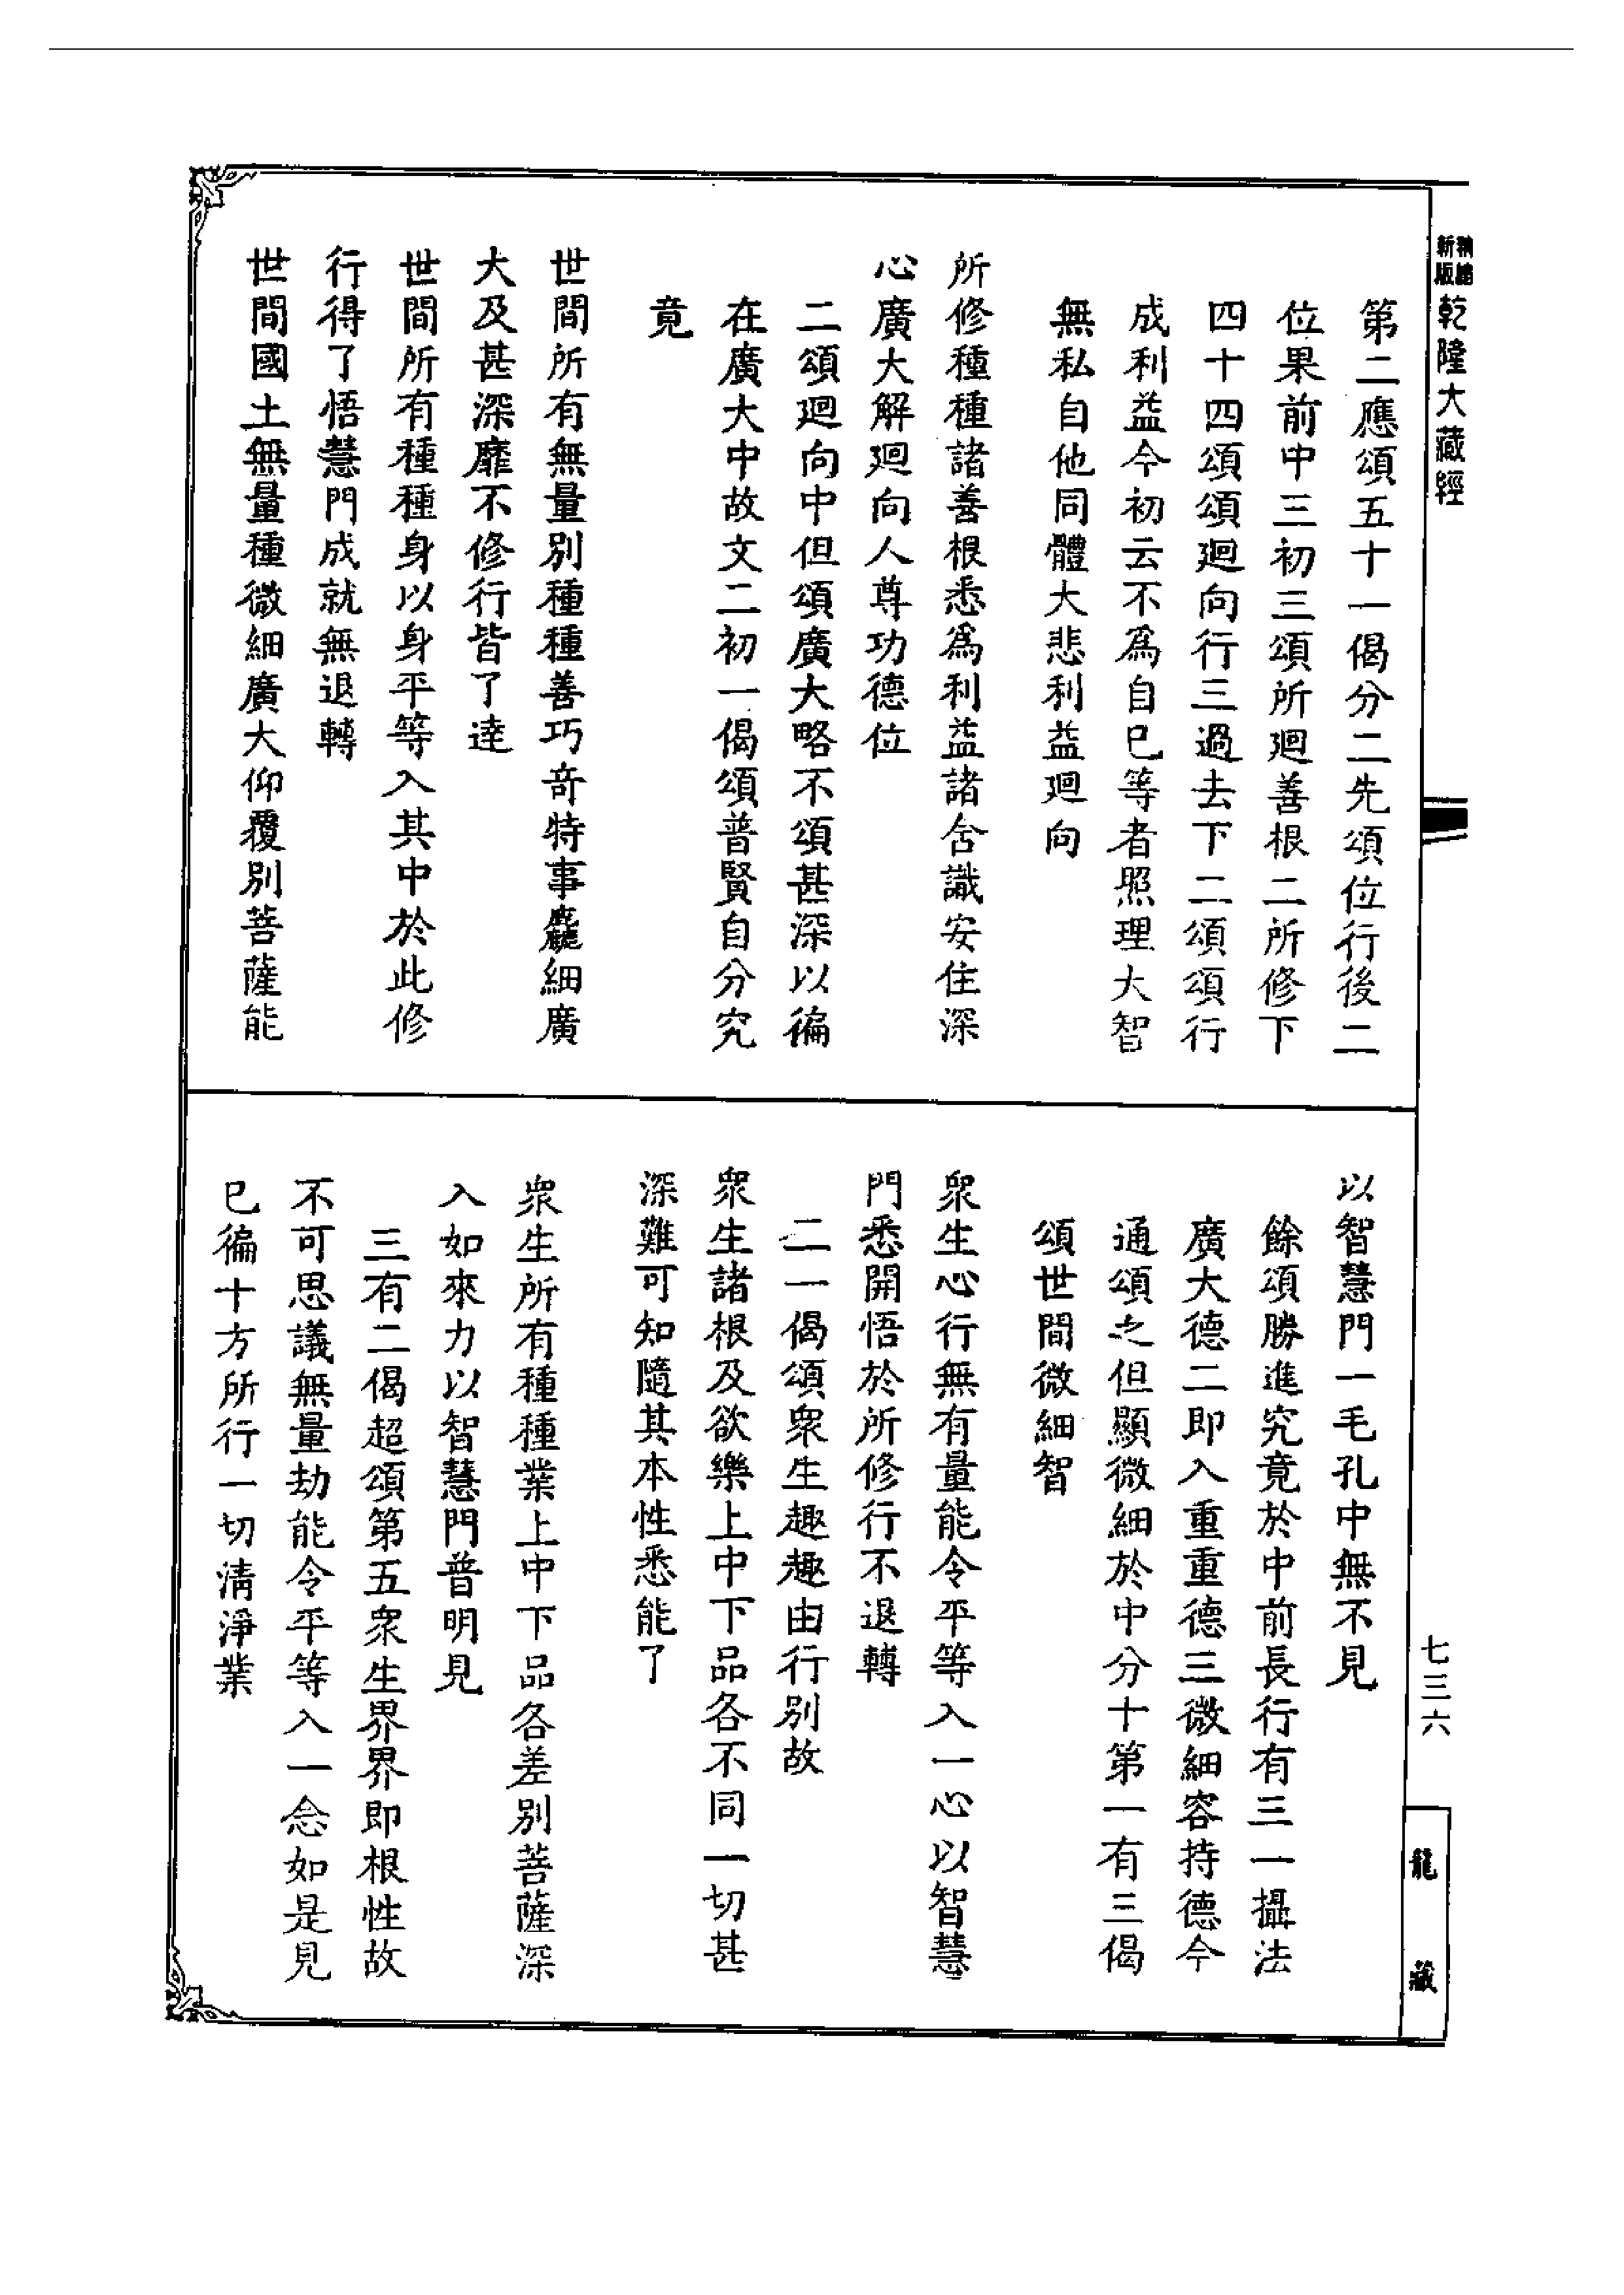 精縮新版乾隆大藏經
第二應頌五十一偈分二先頌位行後二
位果前中三初三頌所廻善根二所修下
四十四頌頌廻向行三過去下二頌頌行
成利益今初云不爲自已等者照理大智
無私自他同體大悲利益廻向
所修種種諸善根悉爲利益諸含識安住深
心廣大解廻向人尊功德位
二頌廻向中但頌廣大略不頌甚深以徧
在廣大中故文二初一偈頌普賢自分究
竟
世間所有無量別種種善巧奇特事麤細廣
大及甚深靡不修行皆了達
世間所有種種身以身平等入其中於此修
行得了悟慧門成就無退轉
世間國土無量種微細廣大仰覆別菩薩能
以智慧門一毛孔中無不見
餘頌勝進究竟於中前長行有三一攝法
廣大德二即入重重德三微細容持德今
通頌之但顯微細於中分十第一有三偈
頌世間微細智
衆生心行無有量能令平等入一心以智慧
門悉開悟於所修行不退轉
二一偈頌衆生趣趣由行別故
衆生諸根及欲樂上中下品各不同一切甚
深難可知隨其本性悉能了
衆生所有種種業上中下品各差別菩薩深
入如來力以智慧門普明見
三有二偈超頌第五衆生界界即根性故
不可思議無量劫能令平等入一念如是見
已徧十方所行一切清淨業
七三六
龍藏